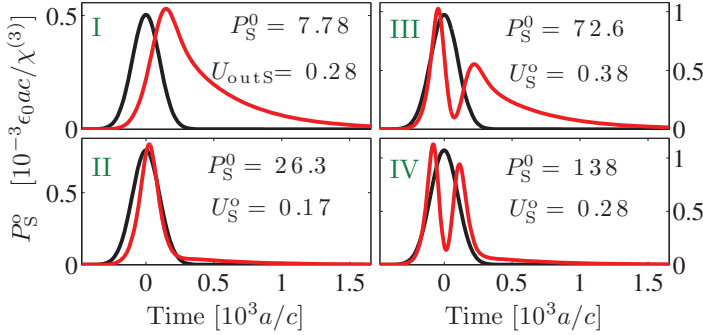 P_S^o [10^{-3} ϵ_0 ac/χ^{(3)}]
0.5
0
I
P_S^0 = 7.78
U_{outS} = 0.28
III
P_S^0 = 72.6
U_S^o = 0.38
1
0.5
0
0.5
0
II
P_S^0 = 26.3
U_S^o = 0.17
IV
P_S^0 = 138
U_S^o = 0.28
1
0.5
0
0 0.5 1 1.5
0 0.5 1 1.5
Time [10^3 a/c]
Time [10^3 a/c]